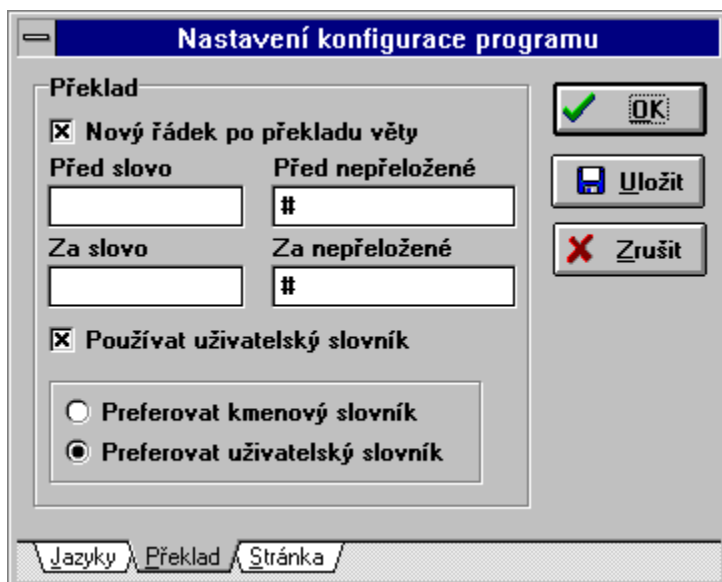 Nastavení konfigurace programu
Překlad
Nový řádek po překladu věty
Před slovo
Před nepřeložené
#
Za slovo
Za nepřeložené
#
Používat uživatelský slovník
Preferovat kmenový slovník
Preferovat uživatelský slovník
OK
Uložit
Zrušit
Jazyky
Překlad
Stránka